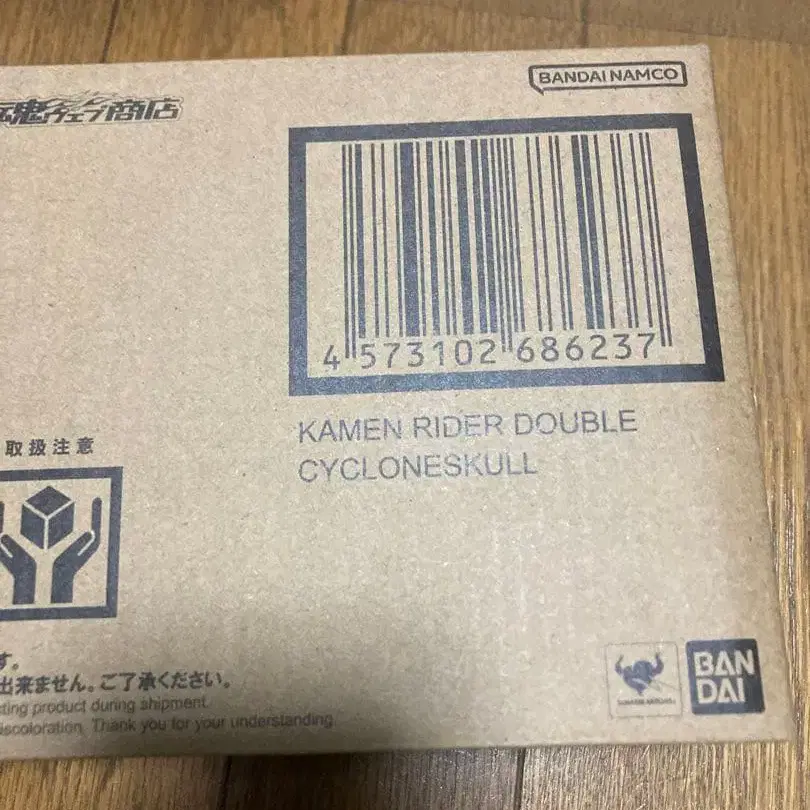 BANDAI NAMCO
魂ウェブ商店
4 573102 686237
KAMEN RIDER DOUBLE
CYCLONESKULL
取扱注意
す。
出来ません。ご了承ください。
cting product during shipment.
iscoloration. Thank you for your understanding.
BAN
DAI